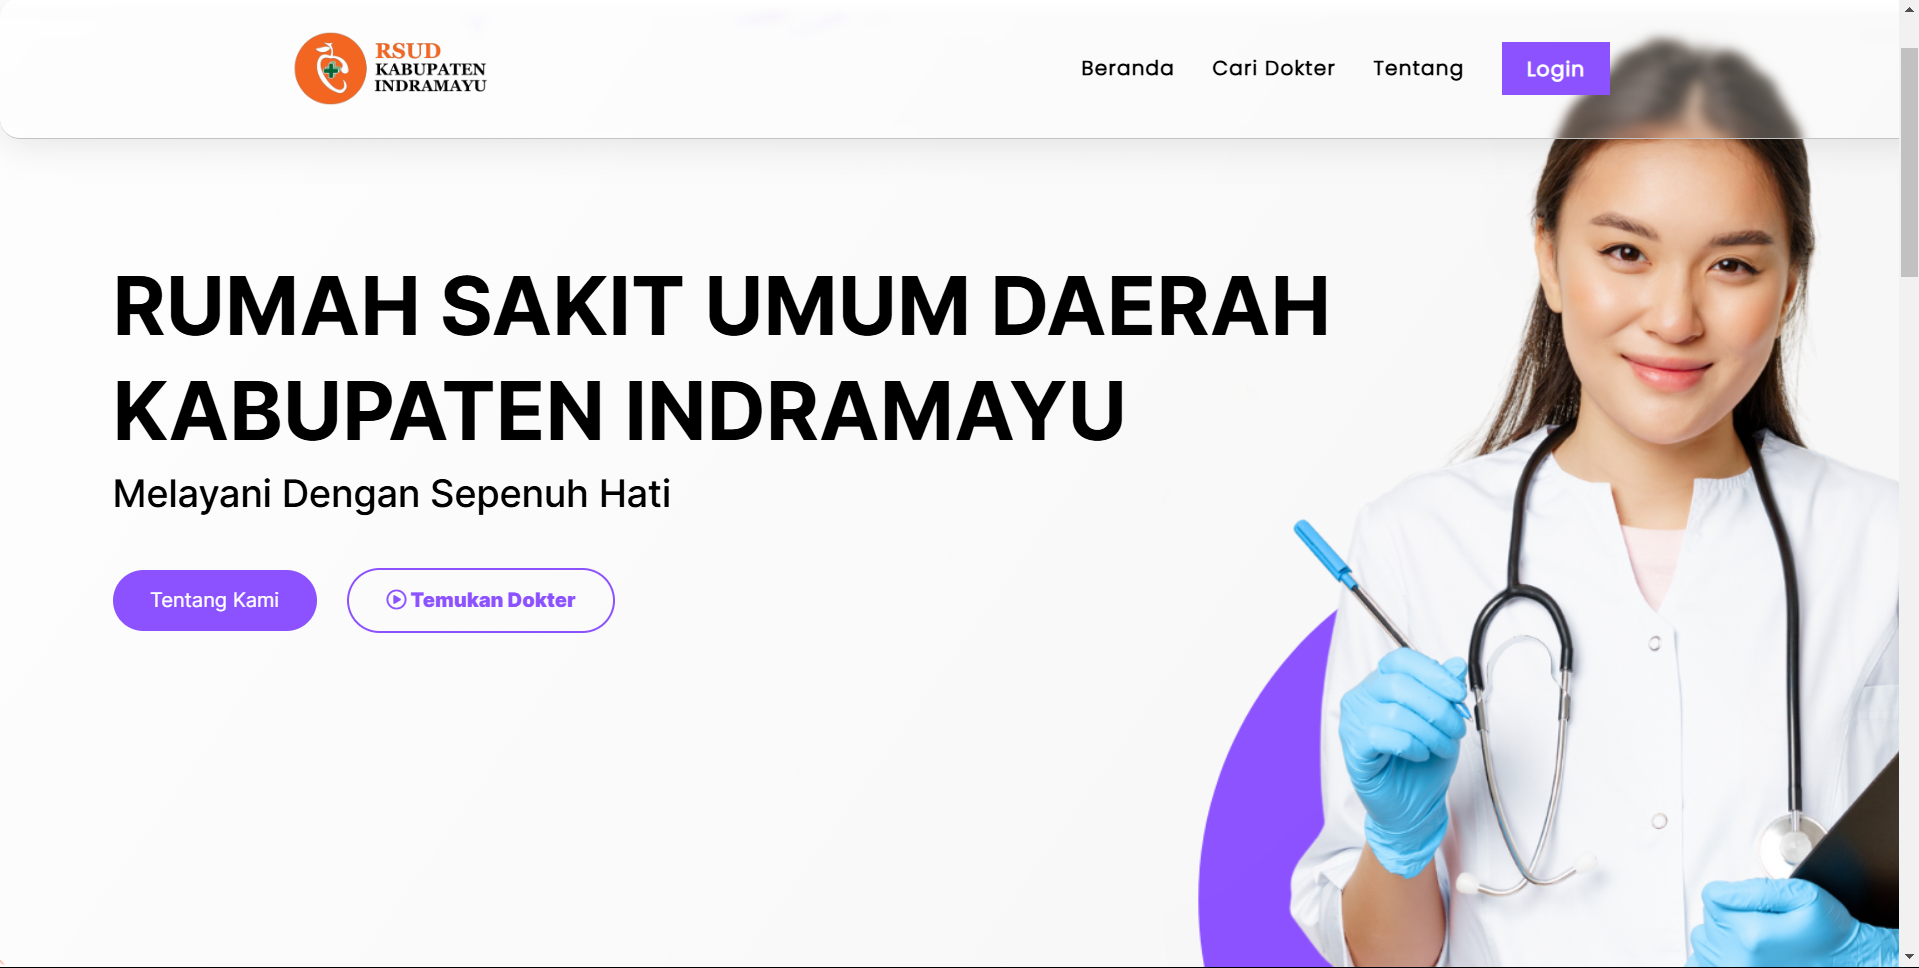 RSUD
KABUPATEN
INDRAMAYU
Beranda
Cari Dokter
Tentang
Login
RUMAH SAKIT UMUM DAERAH
KABUPATEN INDRAMAYU
Melayani Dengan Sepenuh Hati
Tentang Kami
Temukan Dokter